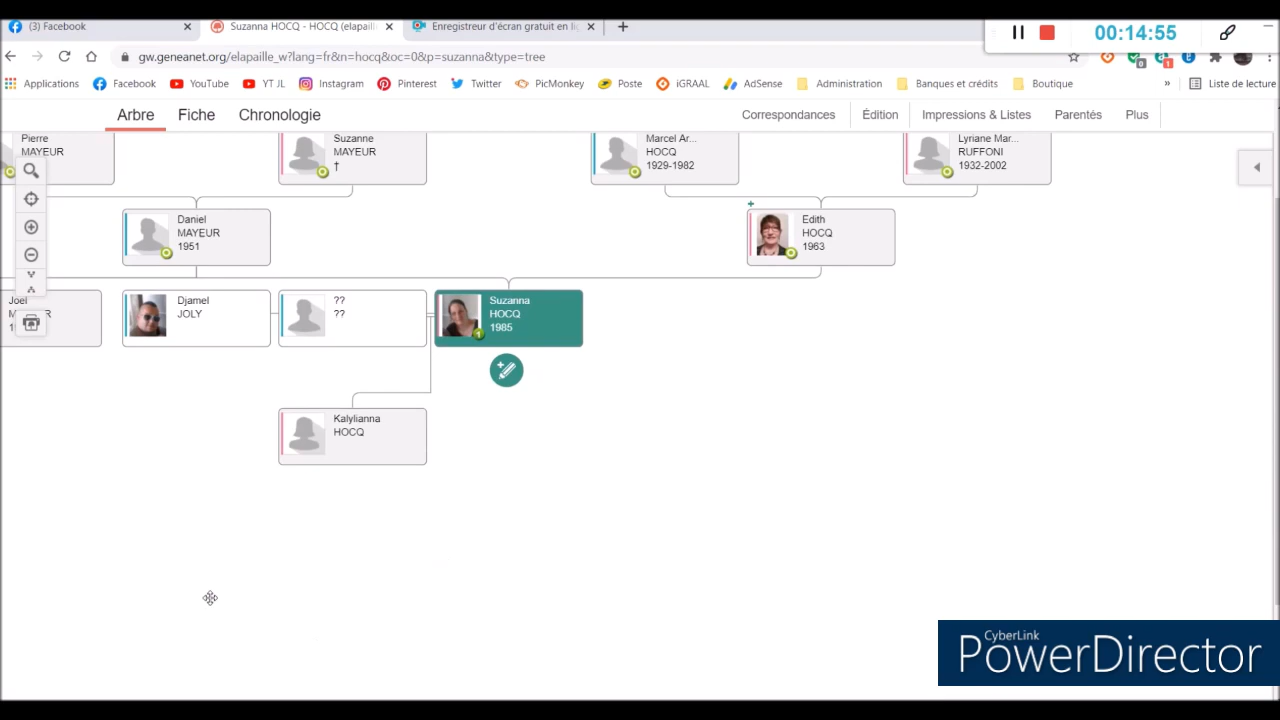 (3) Facebook
Suzanna HOCQ - HOCQ (elapaill
Enregistreur d'écran gratuit en li
00:14:55
gw.geneanet.org/elapaille_w?lang=fr&n=hocq&oc=0&p=suzanna&type=tree
Applications
Facebook
YouTube
YT JL
Instagram
Pinterest
Twitter
PicMonkey
Poste
iGRAAL
AdSense
Administration
Banques et crédits
Boutique
»
Liste de lecture
Arbre
Fiche
Chronologie
Correspondances
Édition
Impressions & Listes
Parentés
Plus
Pierre
MAYEUR
Suzanne
MAYEUR
†
Marcel Ar...
HOCQ
1929-1982
Lyriane Mar...
RUFFONI
1932-2002
Daniel
MAYEUR
1951
Edith
HOCQ
1963
Joel
Djamel
JOLY
??
??
Suzanna
HOCQ
1985
Kalylianna
HOCQ
CyberLink
PowerDirector